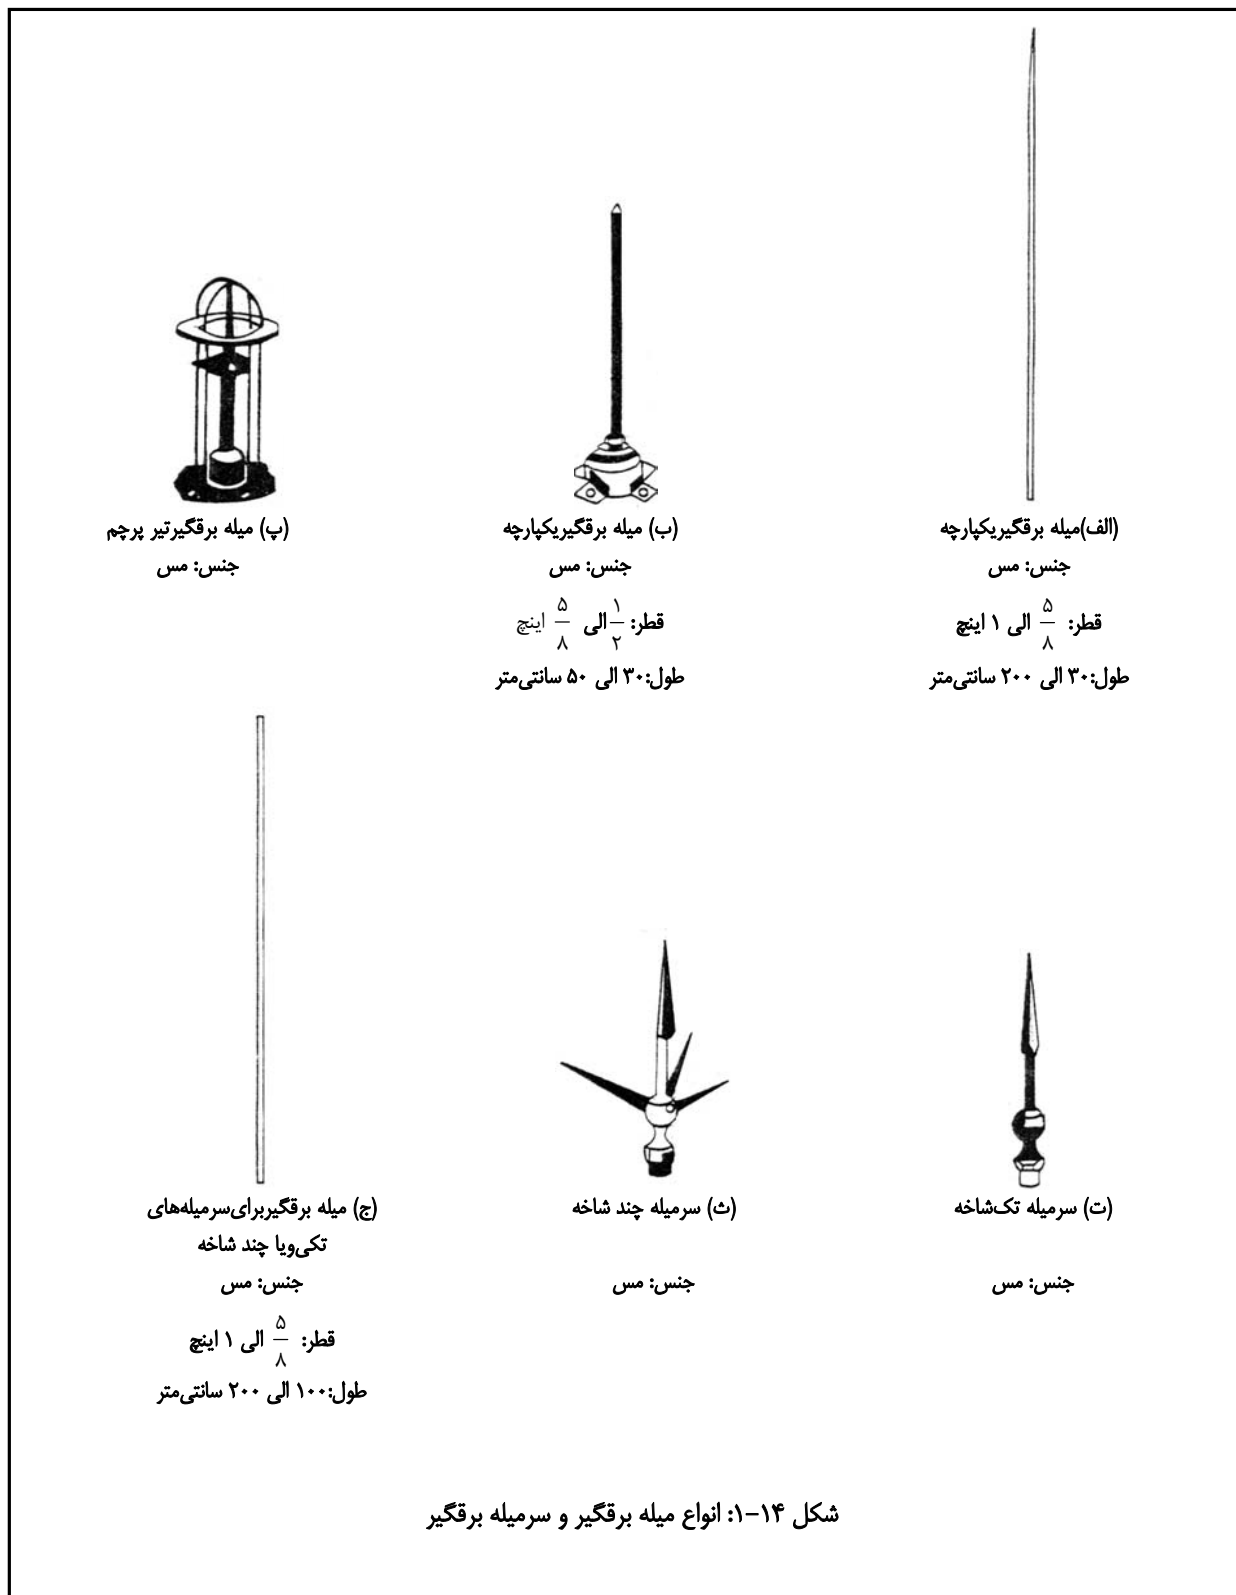 (الف)میله برقگیریکپارچه
جنس: مس
قطر: ۵/۸ الی ۱ اینچ
طول:۳۰ الی ۲۰۰ سانتی‌متر
(ب) میله برقگیریکپارچه
جنس: مس
قطر: ۱/۲ الی ۵/۸ اینچ
طول:۳۰ الی ۵۰ سانتی‌متر
(پ) میله برقگیرتیر پرچم
جنس: مس
(ت) سرمیله تک‌شاخه
جنس: مس
(ث) سرمیله چند شاخه
جنس: مس
(ج) میله برقگیربرای‌سرمیله‌های
تکی‌ویا چند شاخه
جنس: مس
قطر: ۵/۸ الی ۱ اینچ
طول:۱۰۰ الی ۲۰۰ سانتی‌متر
شکل ۱۴-۱: انواع میله برقگیر و سرمیله برقگیر